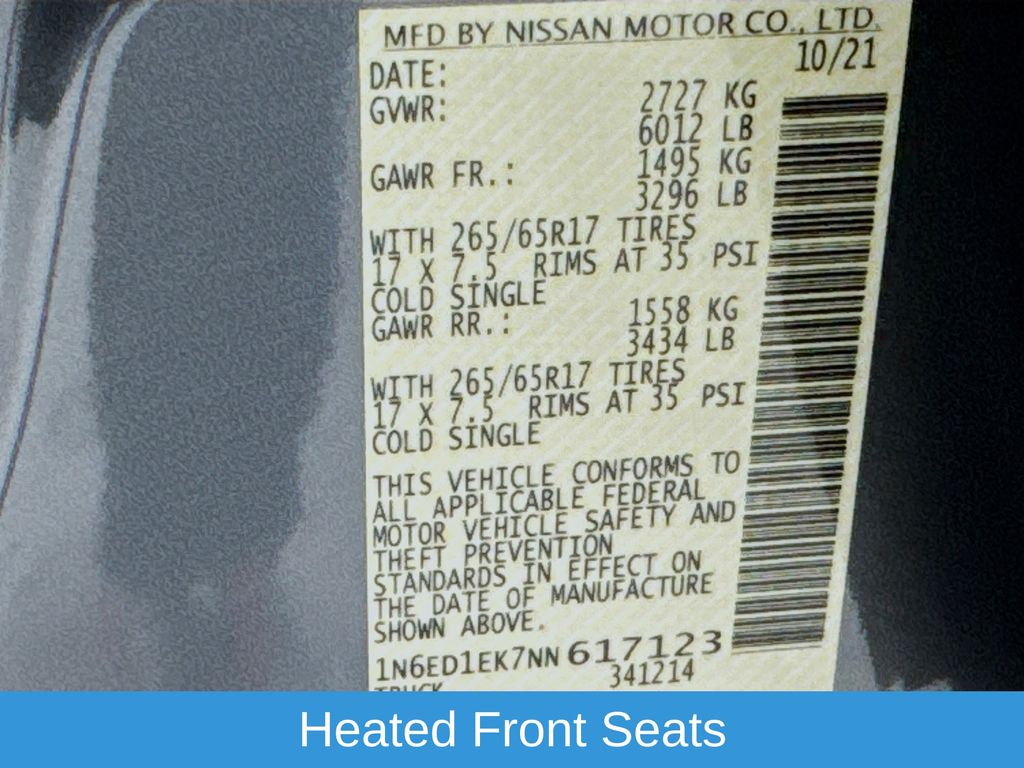 MFD BY NISSAN MOTOR CO., LTD.
DATE: 10/21
GVWR: 2727 KG
6012 LB
GAWR FR.: 1495 KG
3296 LB
WITH 265/65R17 TIRES
17 X 7.5 RIMS AT 35 PSI
COLD SINGLE
GAWR RR.: 1558 KG
3434 LB
WITH 265/65R17 TIRES
17 X 7.5 RIMS AT 35 PSI
COLD SINGLE
THIS VEHICLE CONFORMS TO
ALL APPLICABLE FEDERAL
MOTOR VEHICLE SAFETY AND
THEFT PREVENTION
STANDARDS IN EFFECT ON
THE DATE OF MANUFACTURE
SHOWN ABOVE.
1N6ED1EK7NN617123
341214
TRUCK
Heated Front Seats